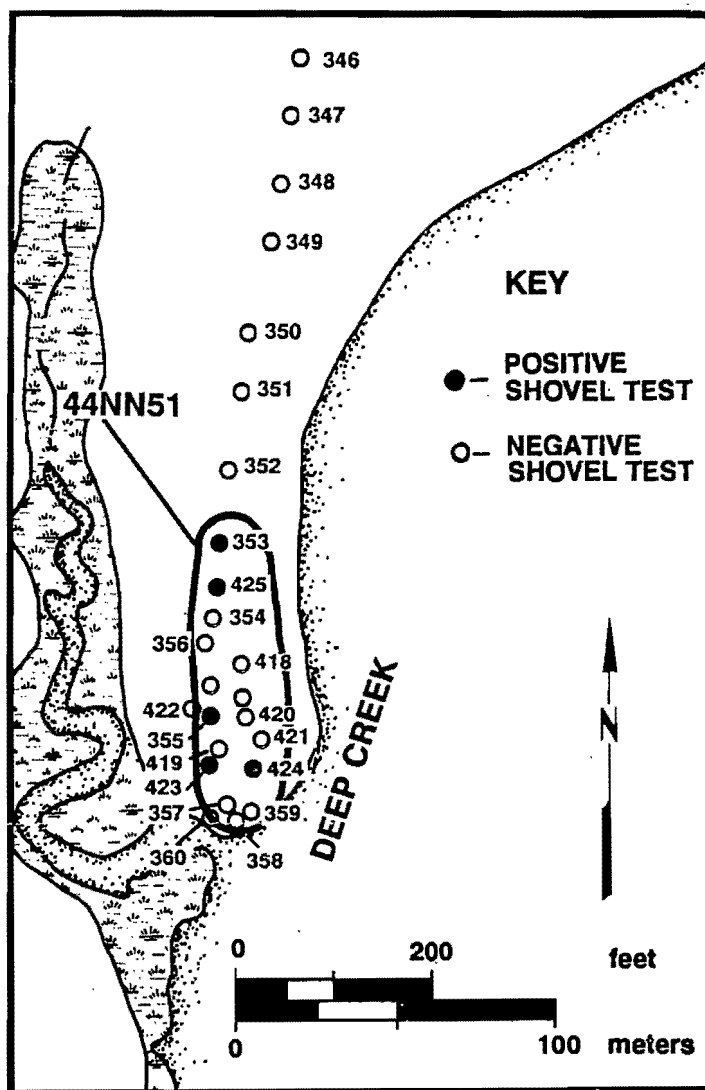 346
347
348
349
KEY
350
POSITIVE
SHOVEL TEST
351
44NN51
NEGATIVE
SHOVEL TEST
352
353
425
354
356
418
422
420
355
421
419
424
423
357
359
360
358
DEEP CREEK
N
0
200
feet
0
100
meters